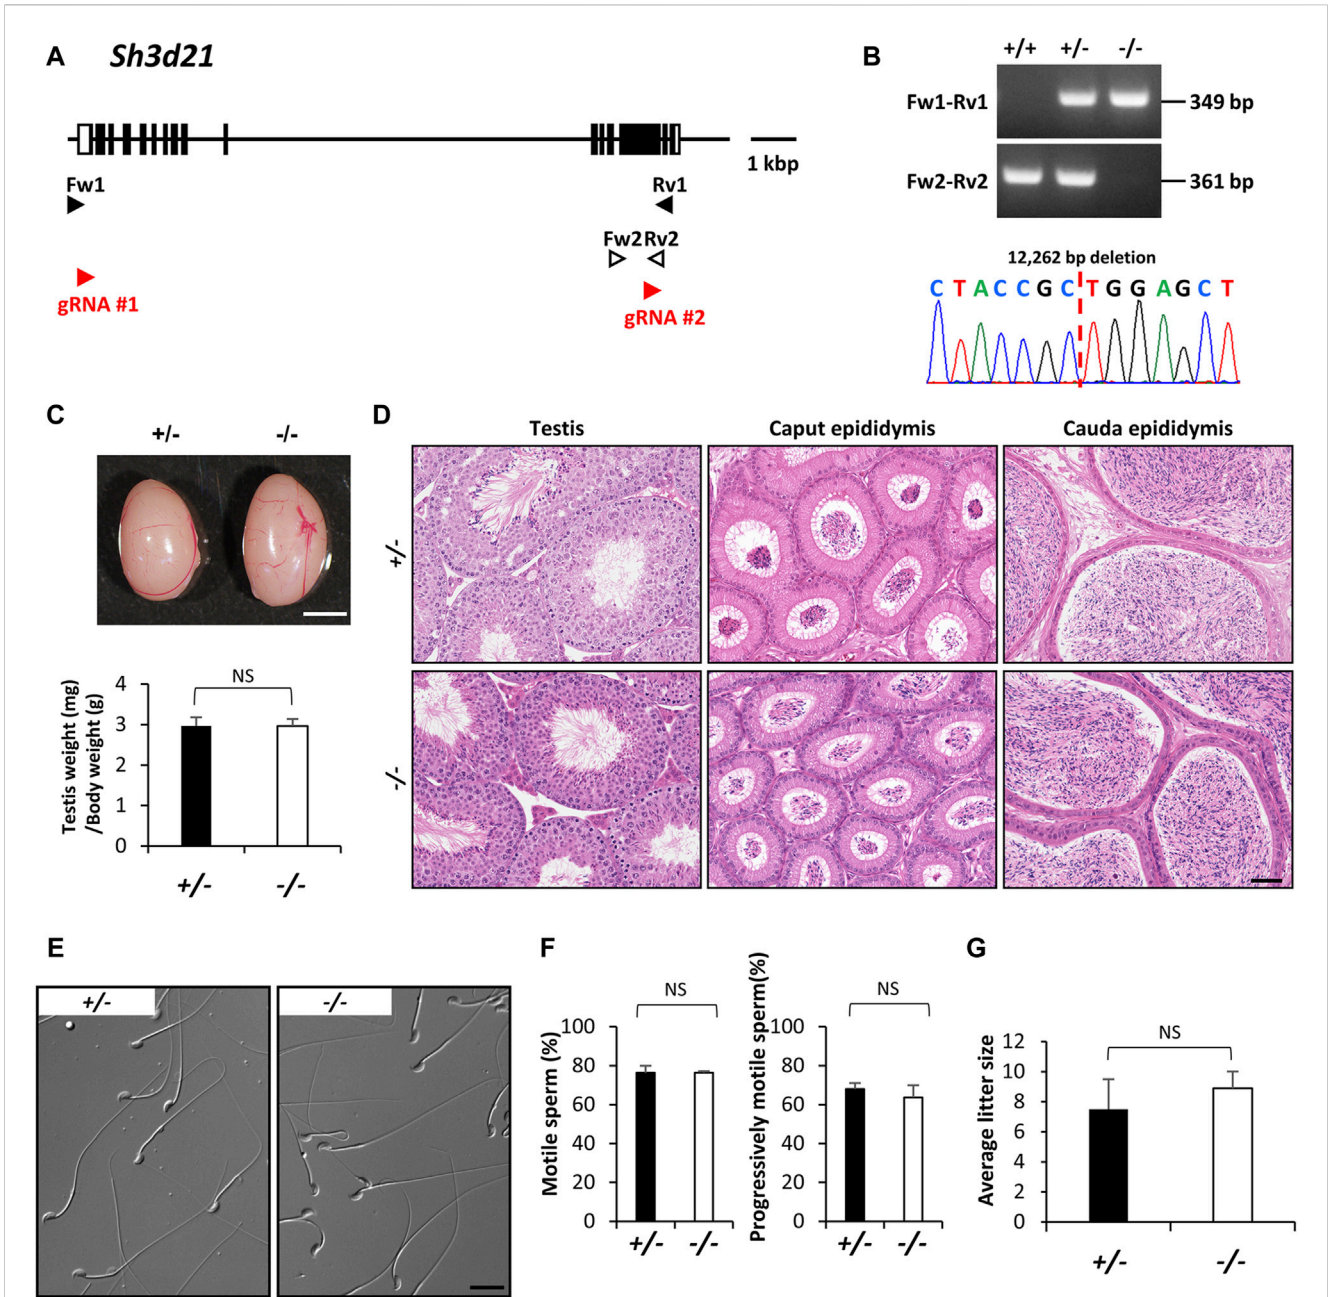 A
Sh3d21
1 kbp
Fw1
Rv1
Fw2
Rv2
gRNA #1
gRNA #2
B
+/+ +/- -/-
Fw1-Rv1
349 bp
Fw2-Rv2
361 bp
12,262 bp deletion
C T A C C G C T G G A G C T
C
+/- -/-
Testis weight (mg)
/Body weight (g)
4
3
2
1
0
NS
+/- -/-
D
Testis
Caput epididymis
Cauda epididymis
+/-
-/-
E
+/-
-/-
F
Motile sperm (%)
100
80
60
40
20
0
NS
+/- -/-
Progressively motile sperm(%)
100
80
60
40
20
0
NS
+/- -/-
G
Average litter size
12
10
8
6
4
2
0
NS
+/- -/-